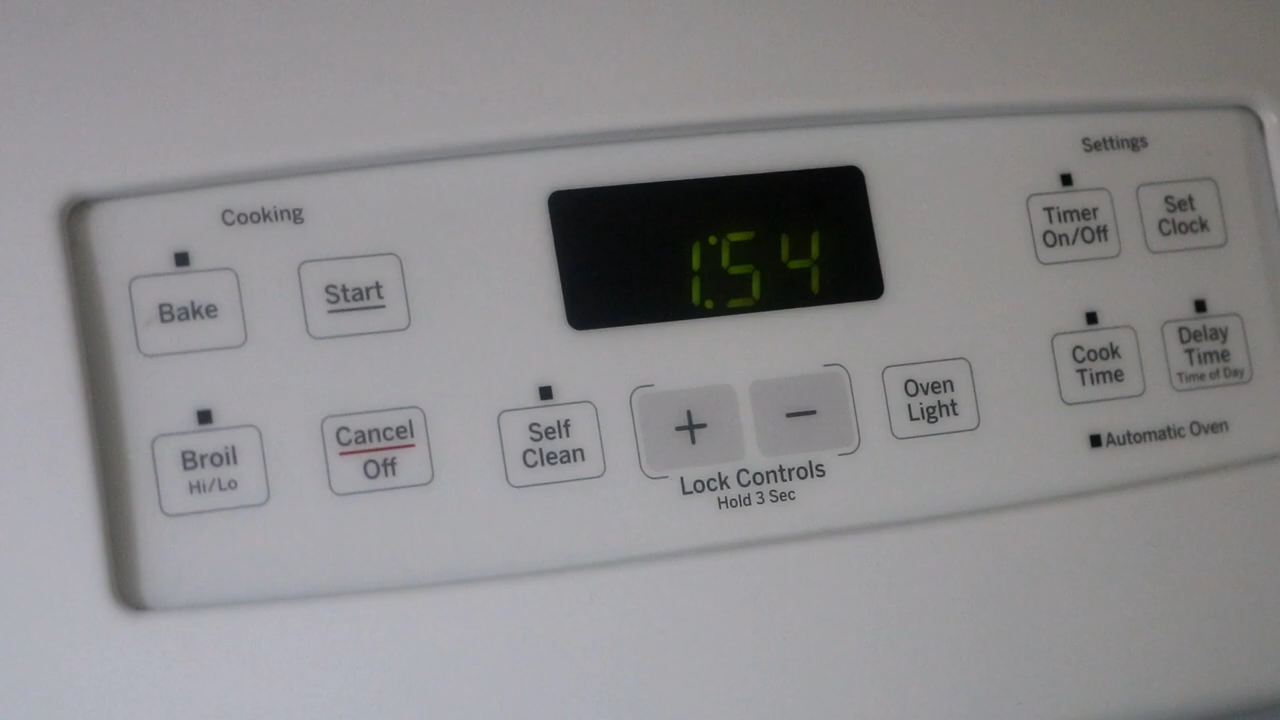 Cooking
Bake
Start
Broil
Hi/Lo
Cancel
Off
1:54
Self
Clean
+
−
Lock Controls
Hold 3 Sec
Oven
Light
Settings
Timer
On/Off
Set
Clock
Cook
Time
Delay
Time
Time of Day
Automatic Oven